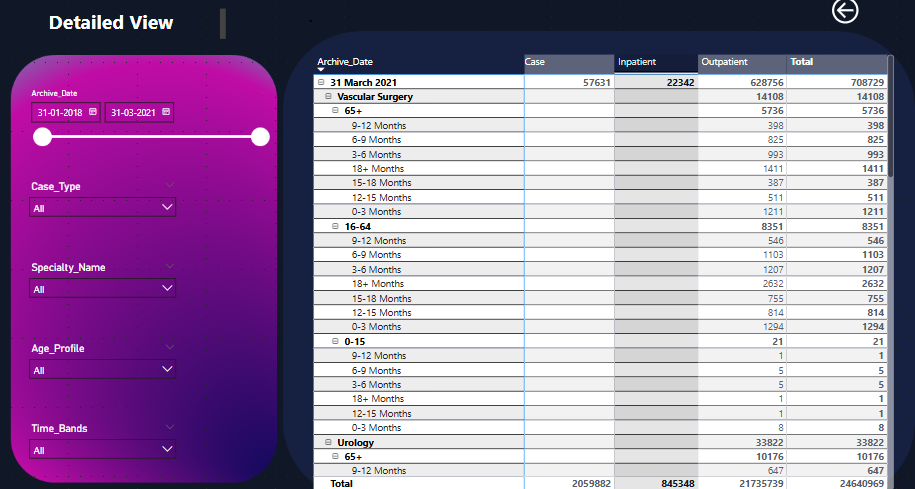 Detailed View
Archive_Date
31-01-2018 31-03-2021
Case_Type
All
Specialty_Name
All
Age_Profile
All
Time_Bands
All
Archive_Date Case Inpatient Outpatient Total
31 March 2021 57631 22342 628756 708729
Vascular Surgery 14108 14108
65+ 5736 5736
9-12 Months 398 398
6-9 Months 825 825
3-6 Months 993 993
18+ Months 1411 1411
15-18 Months 387 387
12-15 Months 511 511
0-3 Months 1211 1211
16-64 8351 8351
9-12 Months 546 546
6-9 Months 1103 1103
3-6 Months 1207 1207
18+ Months 2632 2632
15-18 Months 755 755
12-15 Months 814 814
0-3 Months 1294 1294
0-15 21 21
9-12 Months 1 1
6-9 Months 5 5
3-6 Months 5 5
18+ Months 1 1
12-15 Months 1 1
0-3 Months 8 8
Urology 33822 33822
65+ 10176 10176
9-12 Months 647 647
Total 2059882 845348 21735739 24640969